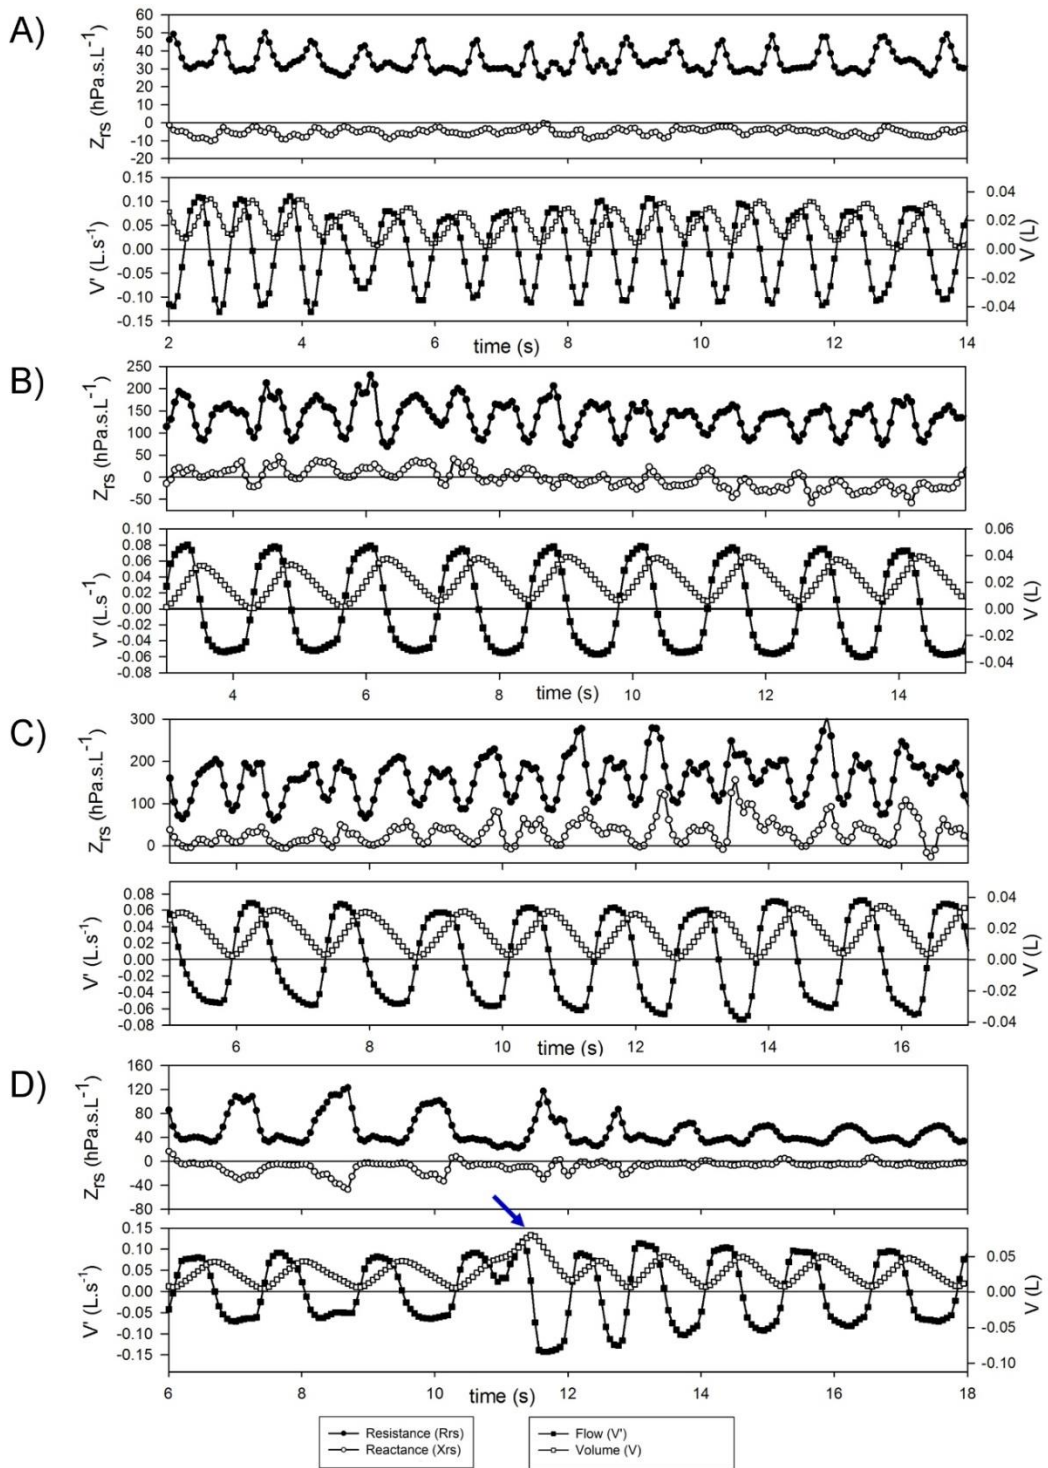 A)
60
50
40
30
20
10
0
-10
-20
Zrs (hPa.s.L-1)
0.15
0.10
0.05
0.00
-0.05
-0.10
-0.15
V' (L.s-1)
0.04
0.02
0.00
-0.02
-0.04
V (L)
2 4 6 8 10 12 14
time (s)
B)
250
200
150
100
50
0
-50
Zrs (hPa.s.L-1)
0.10
0.08
0.06
0.04
0.02
0.00
-0.02
-0.04
-0.06
-0.08
V' (L.s-1)
0.06
0.04
0.02
0.00
-0.02
-0.04
V (L)
4 6 8 10 12 14
time (s)
C)
300
200
100
0
Zrs (hPa.s.L-1)
0.08
0.06
0.04
0.02
0.00
-0.02
-0.04
-0.06
-0.08
V' (L.s-1)
0.04
0.02
0.00
-0.02
-0.04
V (L)
6 8 10 12 14 16
time (s)
D)
160
120
80
40
0
-40
-80
Zrs (hPa.s.L-1)
0.15
0.10
0.05
0.00
-0.05
-0.10
-0.15
V' (L.s-1)
0.05
0.00
-0.05
-0.10
V (L)
6 8 10 12 14 16 18
time (s)
Resistance (Rrs)
Reactance (Xrs)
Flow (V')
Volume (V)